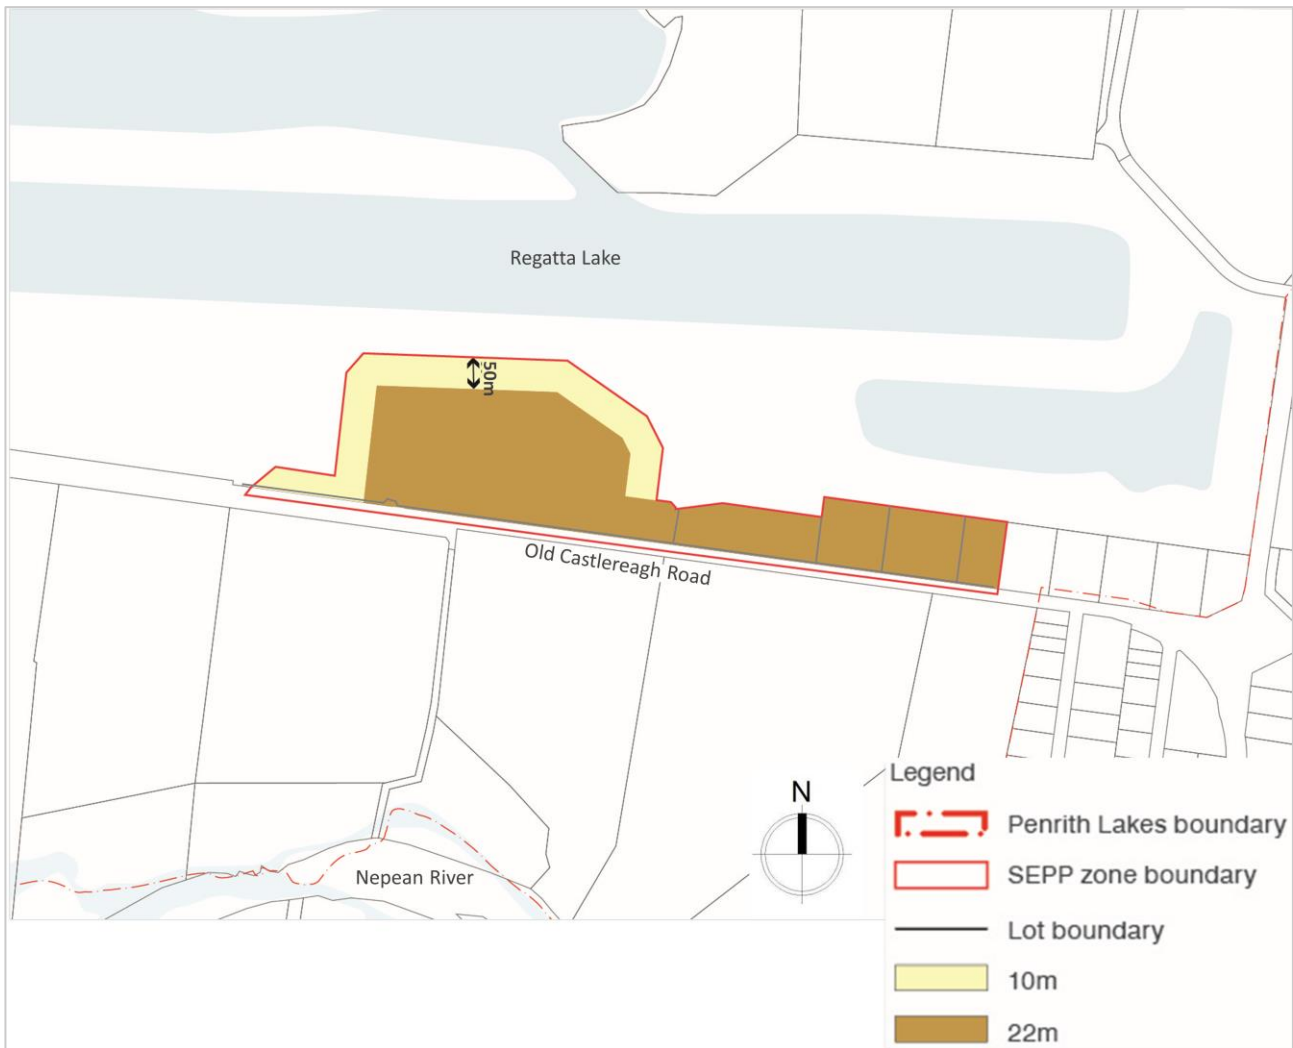 Regatta Lake
50m
Old Castlereagh Road
N
Nepean River
Legend
Penrith Lakes boundary
SEPP zone boundary
Lot boundary
10m
22m